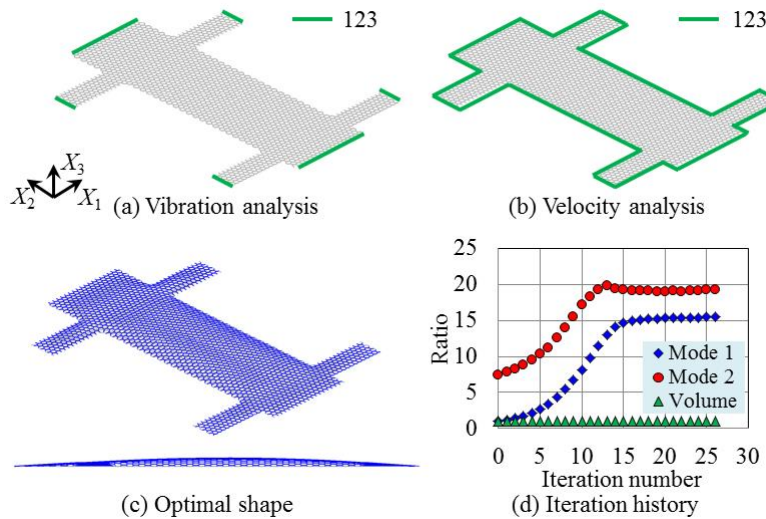 123
123
X3
X2
X1
(a) Vibration analysis
(b) Velocity analysis
25
20
15
10
5
0
Ratio
Mode 1
Mode 2
Volume
0 5 10 15 20 25 30
Iteration number
(c) Optimal shape
(d) Iteration history